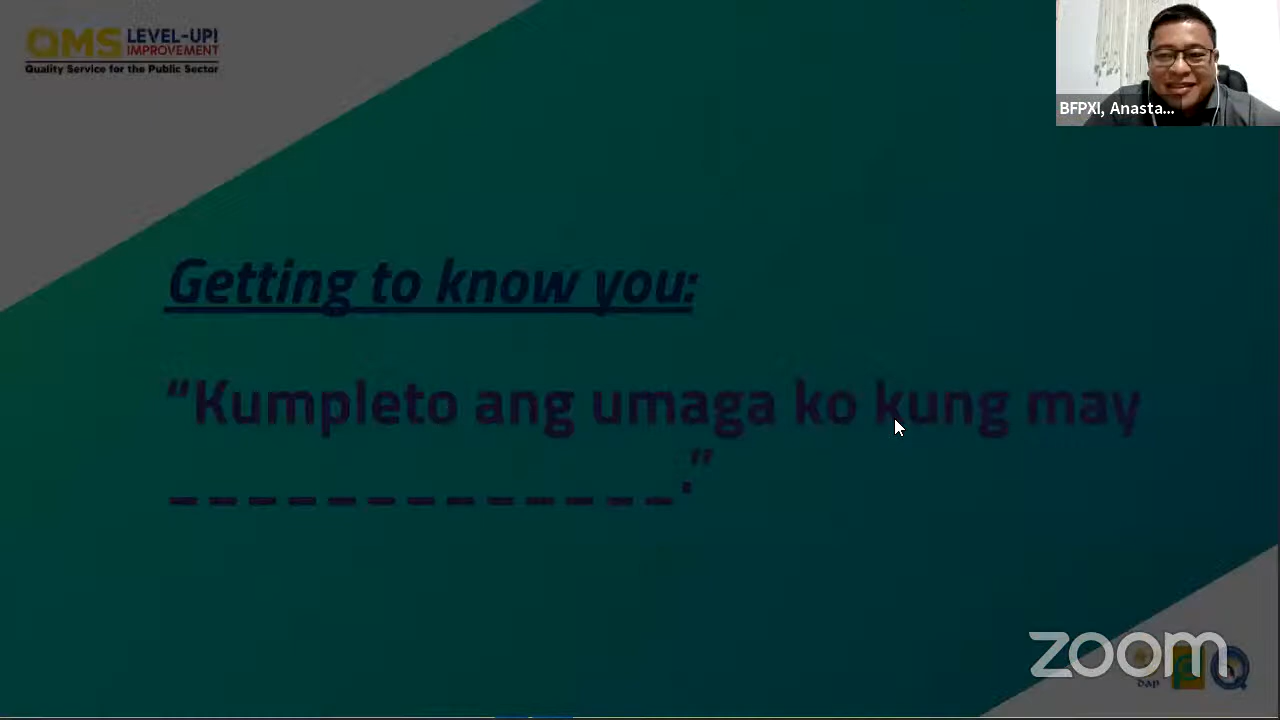 QMS LEVEL-UP!
IMPROVEMENT
Quality Service for the Public Sector
BFPXI, Anasta...
Getting to know you:
“Kumpleto ang umaga ko kung may
_ _ _ _ _ _ _ _ _ _ _ _ _.”
zoom
DAP